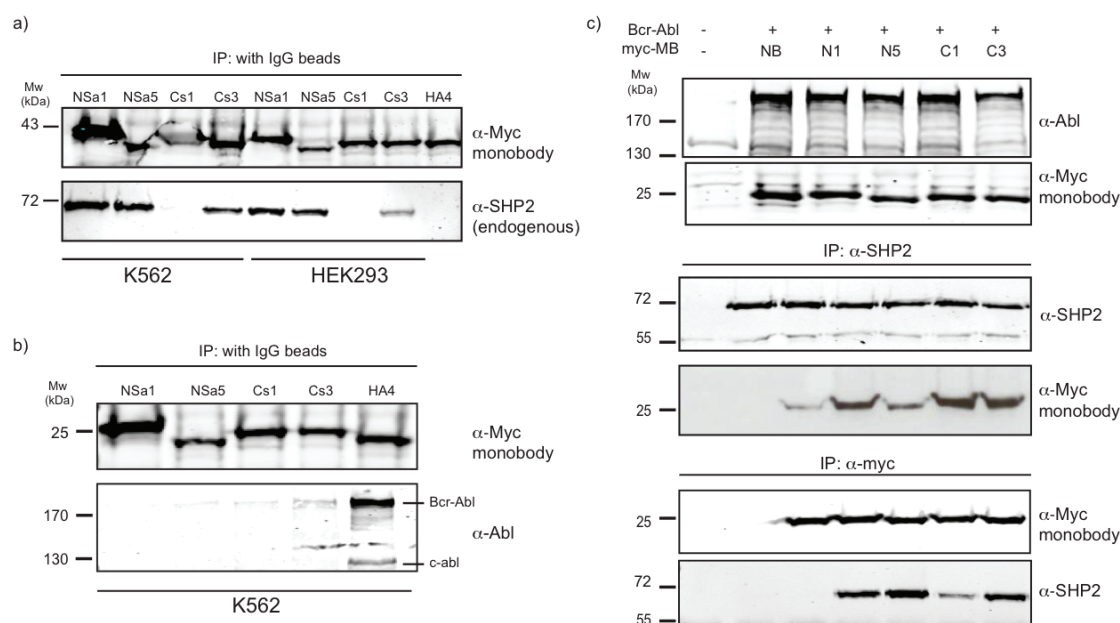 a)
IP: with IgG beads
Mw
(kDa)
NSa1 NSa5 Cs1 Cs3 NSa1 NSa5 Cs1 Cs3 HA4
43
α-Myc
monobody
72
α-SHP2
(endogenous)
K562 HEK293
b)
IP: with IgG beads
Mw
(kDa)
NSa1 NSa5 Cs1 Cs3 HA4
25
α-Myc
monobody
Bcr-Abl
170
α-Abl
130
c-abl
K562
c)
Bcr-Abl - + + + + +
myc-MB - NB N1 N5 C1 C3
Mw
(kDa)
170
α-Abl
130
α-Myc
monobody
25
IP: α-SHP2
72
α-SHP2
55
α-Myc
monobody
25
IP: α-myc
25
α-Myc
monobody
72
α-SHP2
55